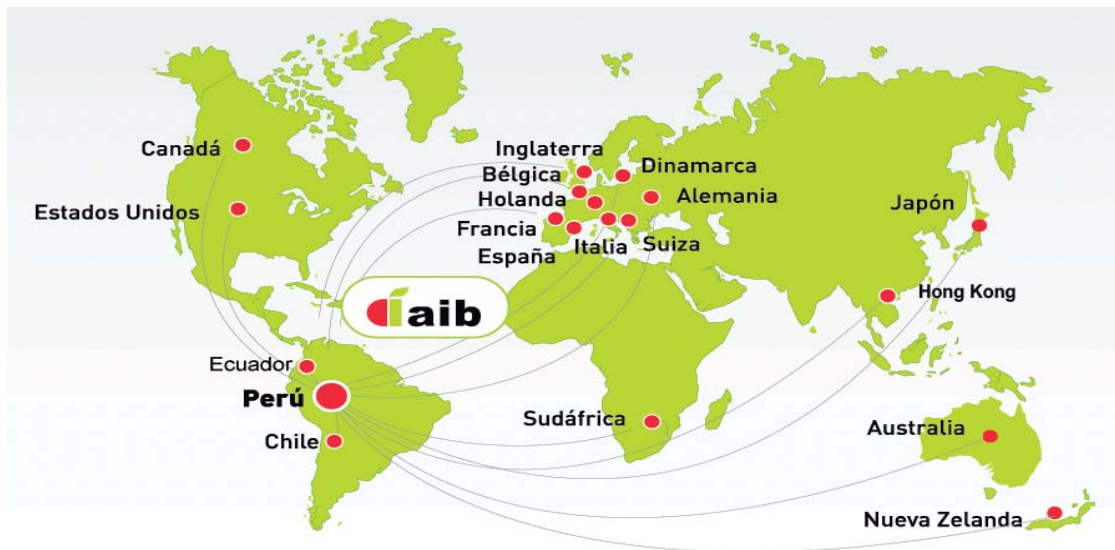 Canadá
Estados Unidos
Inglaterra
Bélgica
Holanda
Francia
España
Italia
Suiza
Dinamarca
Alemania
Japón
Hong Kong
aib
Ecuador
Perú
Chile
Sudáfrica
Australia
Nueva Zelanda